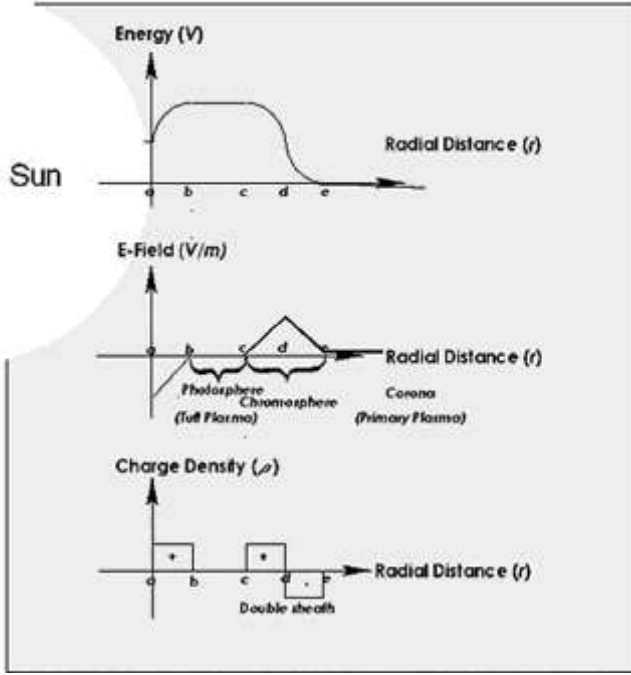 Energy (V)
Radial Distance (r)
Sun
a b c d e
E-Field (V/m)
a b c d e
Radial Distance (r)
Photosphere
Chromosphere
Corona
(Tuft Plasma)
(Primary Plasma)
Charge Density (ρ)
+ +
a b c d e
Radial Distance (r)
Double sheath